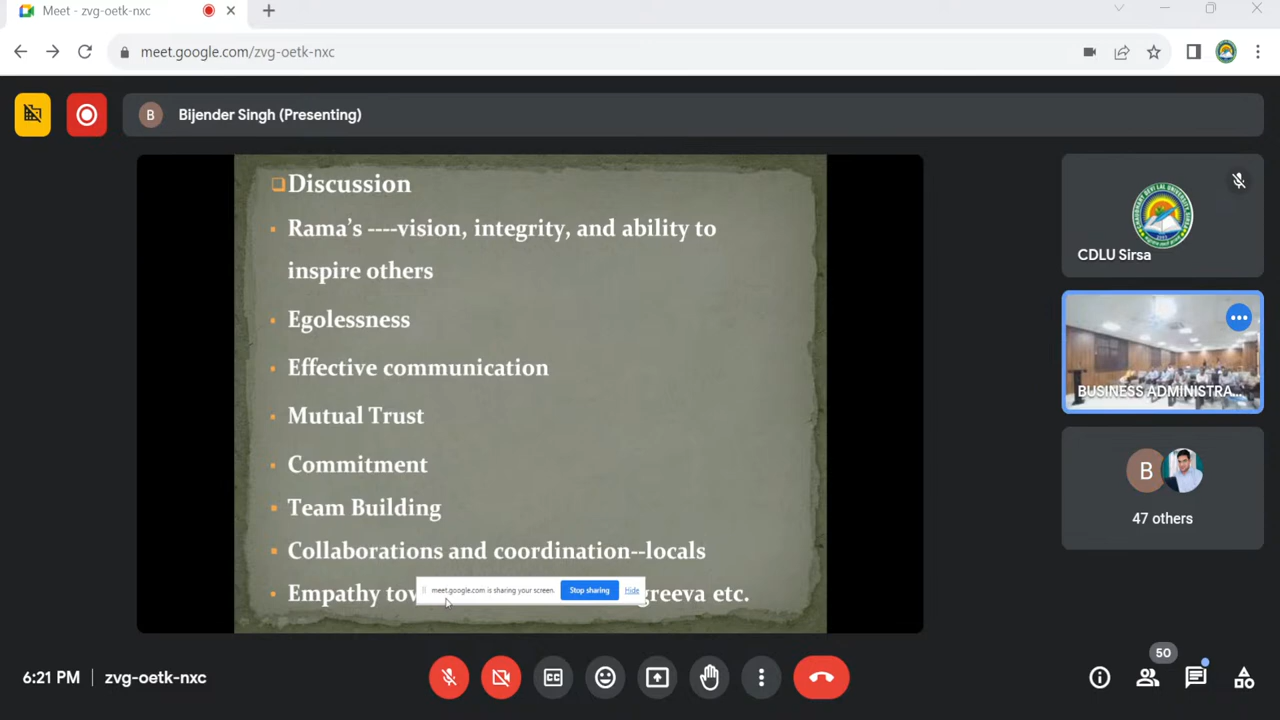 Meet - zvg-oetk-nxc
meet.google.com/zvg-oetk-nxc
B
Bijender Singh (Presenting)
Discussion
Rama's ----vision, integrity, and ability to
inspire others
Egolessness
Effective communication
Mutual Trust
Commitment
Team Building
Collaborations and coordination--locals
Empathy tow
greeva etc.
meet.google.com is sharing your screen.
Stop sharing
Hide
CDLU Sirsa
BUSINESS ADMINISTRA...
B
47 others
6:21 PM
zvg-oetk-nxc
CC
50